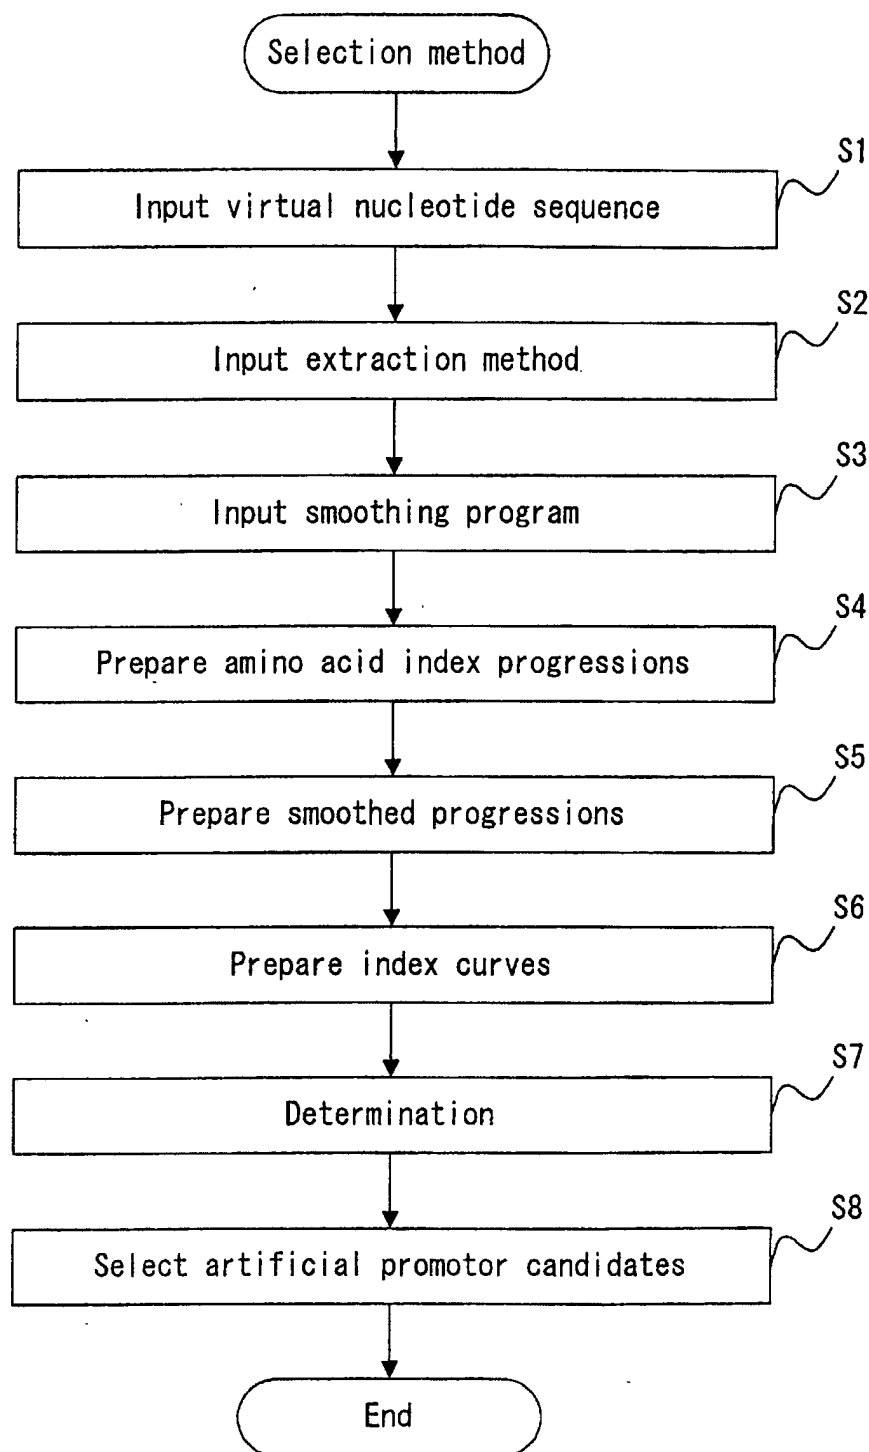 Selection method
S1
Input virtual nucleotide sequence
S2
Input extraction method
S3
Input smoothing program
S4
Prepare amino acid index progressions
S5
Prepare smoothed progressions
S6
Prepare index curves
S7
Determination
S8
Select artificial promotor candidates
End